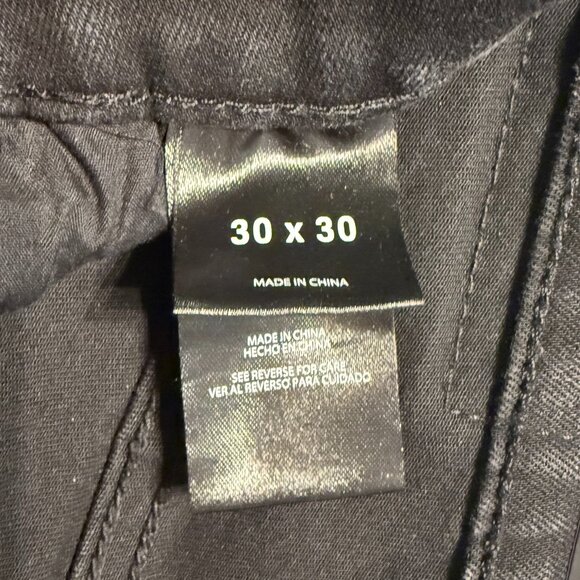 30 x 30
MADE IN CHINA
MADE IN CHINA
HECHO EN CHINA
SEE REVERSE FOR CARE
VER AL REVERSO PARA CUIDADO